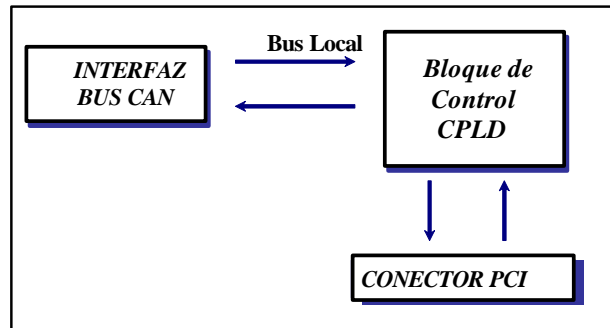 Bus Local
INTERFAZ
BUS CAN
Bloque de
Control
CPLD
CONECTOR PCI